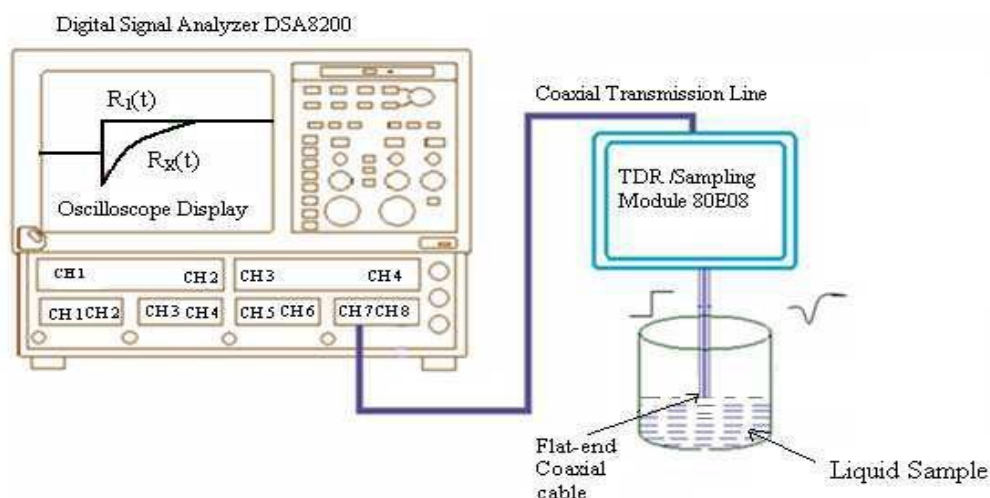 Digital Signal Analyzer DSA8200
R1(t)
RX(t)
Oscilloscope Display
CH1
CH2
CH3
CH4
CH1CH2
CH3 CH4
CH5 CH6
CH7CH8
Coaxial Transmission Line
TDR /Sampling
Module 80E08
Flat-end
Coaxial
cable
Liquid Sample